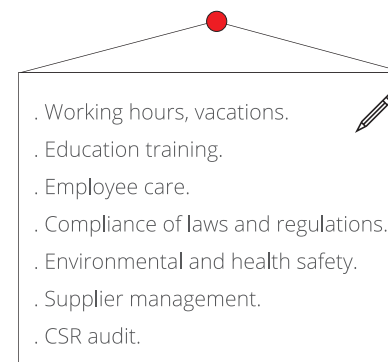 . Working hours, vacations.
. Education training.
. Employee care.
. Compliance of laws and regulations.
. Environmental and health safety.
. Supplier management.
. CSR audit.